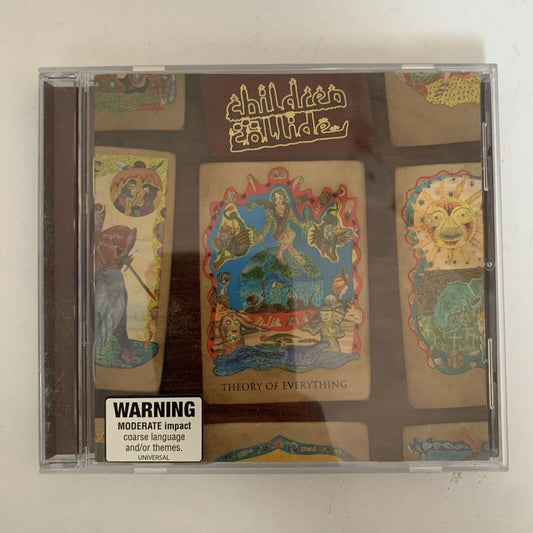 children
collide
THEORY OF EVERYTHING
WARNING
MODERATE impact
coarse language
and/or themes.
UNIVERSAL